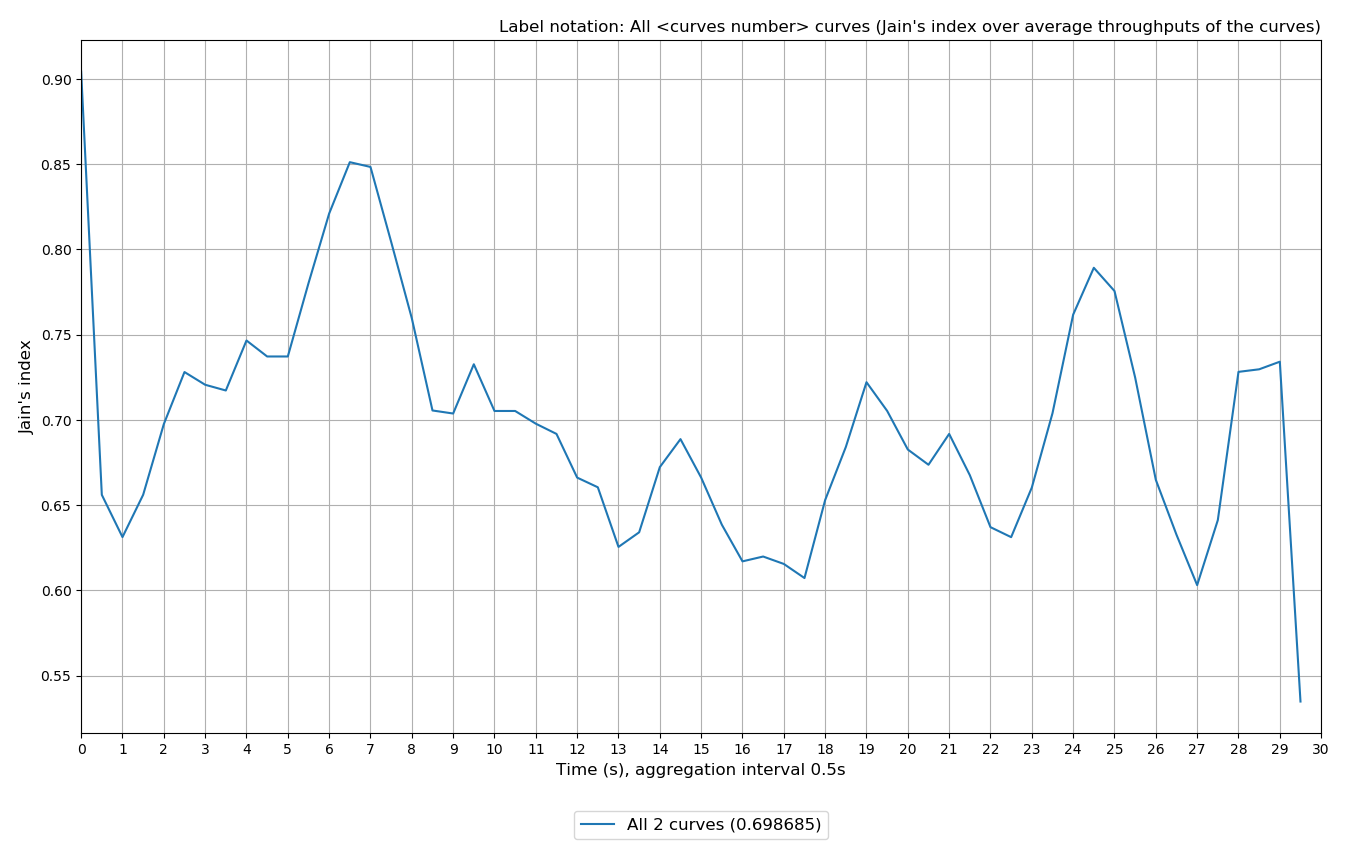 Label notation: All <curves number> curves (Jain's index over average throughputs of the curves)
0.90
0.85
0.80
0.75
0.70
0.65
0.60
0.55
Jain's index
0 1 2 3 4 5 6 7 8 9 10 11 12 13 14 15 16 17 18 19 20 21 22 23 24 25 26 27 28 29 30
Time (s), aggregation interval 0.5s
All 2 curves (0.698685)